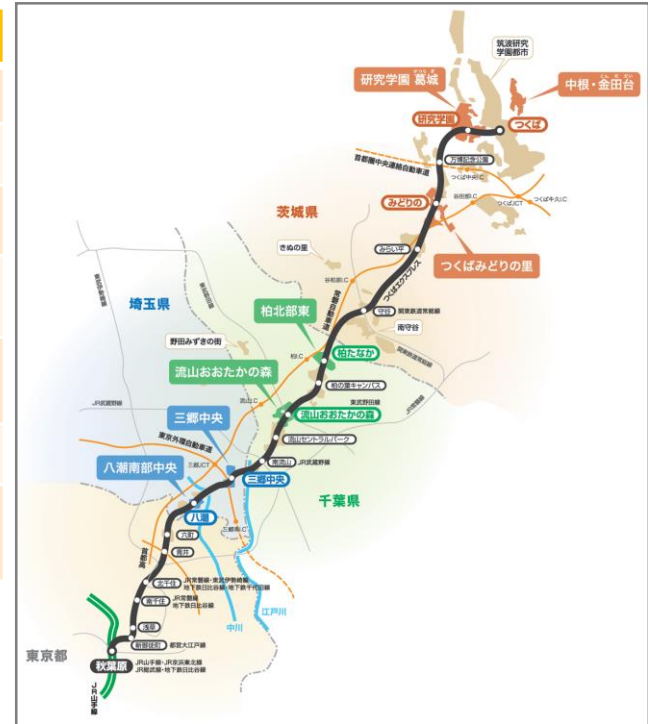 筑波研究
学園都市
研究学園 葛城
中根・金田台
研究学園
つくば
首都圏中央連絡自動車道
万博記念公園
つくば中央I.C
谷田部I.C
つくばJCT
つくば牛久I.C
みどりの
茨城県
つくばみどりの里
きぬの里
みらい平
谷和原I.C
つくばエクスプレス
常磐自動車道
埼玉県
柏北部東
守谷
関東鉄道常総線
南守谷
野田みずきの街
柏たなか
関東鉄道常総線
柏I.C
流山おおたかの森
柏の葉キャンパス
JR武蔵野線
流山I.C
東武野田線
JR常磐線
三郷中央
流山おおたかの森
東京外環自動車道
流山セントラルパーク
八潮南部中央
三郷JCT
南流山
JR武蔵野線
三郷中央
千葉県
八潮
三郷南I.C
六町
首都高
青井
北千住
JR常磐線・東武伊勢崎線
地下鉄日比谷線・地下鉄千代田線
南千住
JR常磐線
地下鉄日比谷線
江戸川
中川
浅草
新御徒町
都営大江戸線
東京都
秋葉原
JR山手線・JR京浜東北線
JR総武線・地下鉄日比谷線
JR山手線